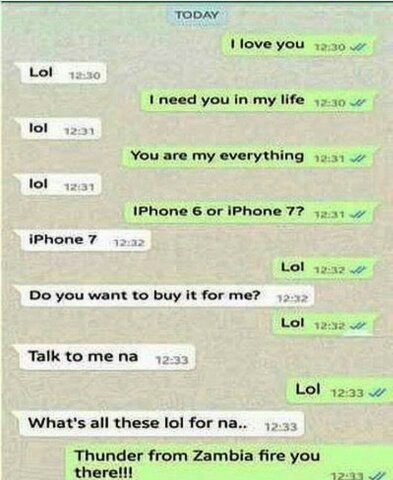 TODAY
I love you 12:30
Lol 12:30
I need you in my life 12:30
lol 12:31
You are my everything 12:31
lol 12:31
IPhone 6 or iPhone 7? 12:31
iPhone 7 12:32
Lol 12:32
Do you want to buy it for me? 12:32
Lol 12:32
Talk to me na 12:33
Lol 12:33
What's all these lol for na.. 12:33
Thunder from Zambia fire you
there!!! 12:33